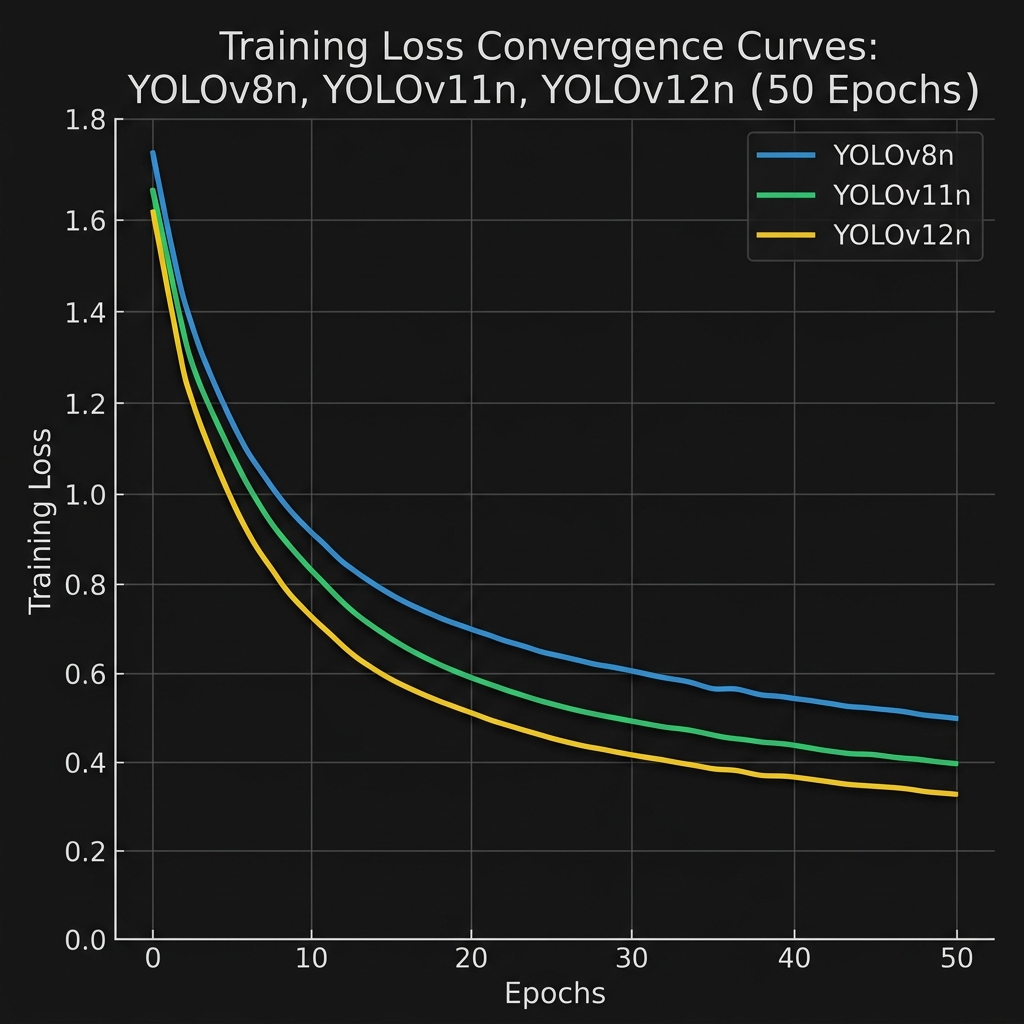 Training Loss Convergence Curves:
YOLOv8n, YOLOv11n, YOLOv12n (50 Epochs)
YOLOv8n
YOLOv11n
YOLOv12n
Training Loss
1.8
1.6
1.4
1.2
1.0
0.8
0.6
0.4
0.2
0.0
0 10 20 30 40 50
Epochs